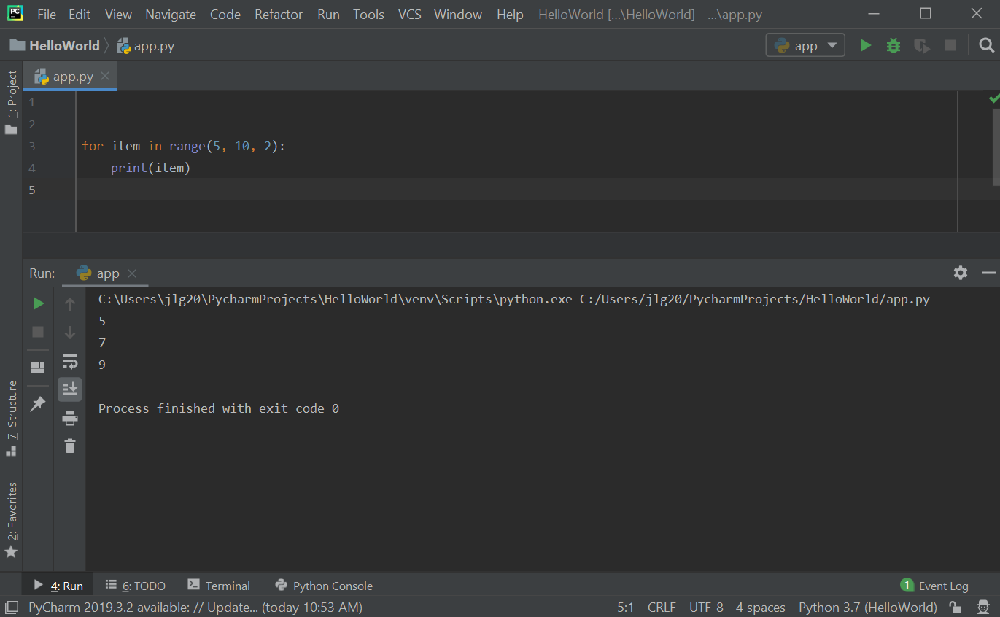 PC File Edit View Navigate Code Refactor Run Tools VCS Window Help HelloWorld [...\HelloWorld] - ...\app.py
HelloWorld app.py app
1: Project
app.py
1
2
3 for item in range(5, 10, 2):
4     print(item)
5
Run: app
C:\Users\jlg20\PycharmProjects\HelloWorld\venv\Scripts\python.exe C:/Users/jlg20/PycharmProjects/HelloWorld/app.py
5
7
9
Process finished with exit code 0
7: Structure
2: Favorites
4: Run 6: TODO Terminal Python Console 1 Event Log
PyCharm 2019.3.2 available: // Update... (today 10:53 AM) 5:1 CRLF UTF-8 4 spaces Python 3.7 (HelloWorld)